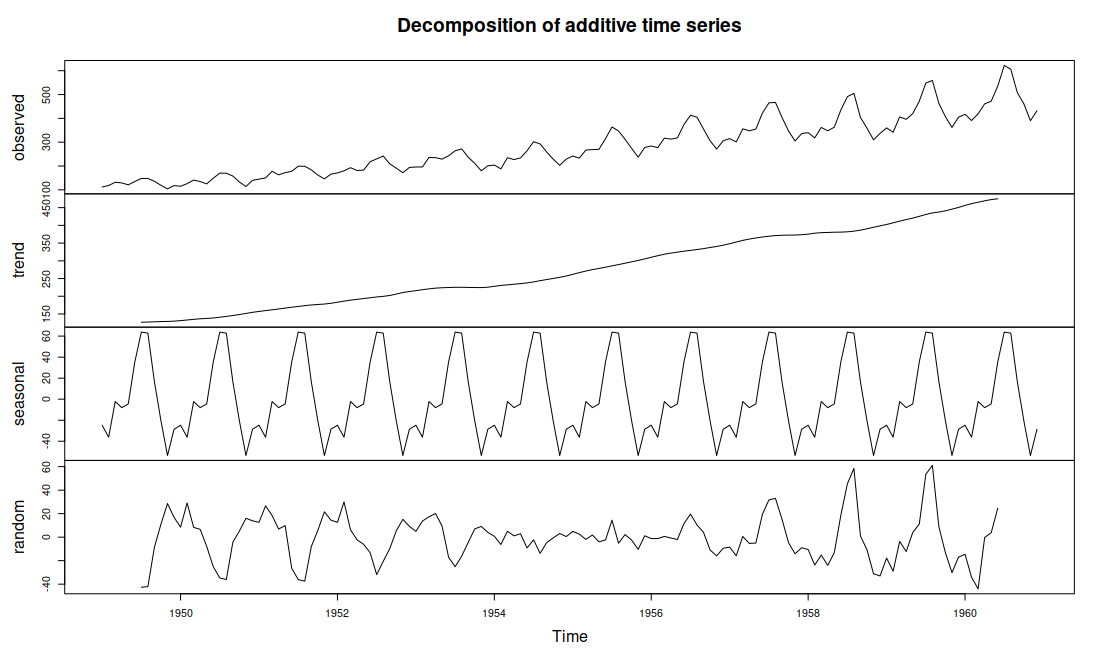 Decomposition of additive time series
observed
100 300 500
trend
150 250 350 450
seasonal
-40 0 20 40 60
random
-40 0 20 40 60
1950 1952 1954 1956 1958 1960
Time